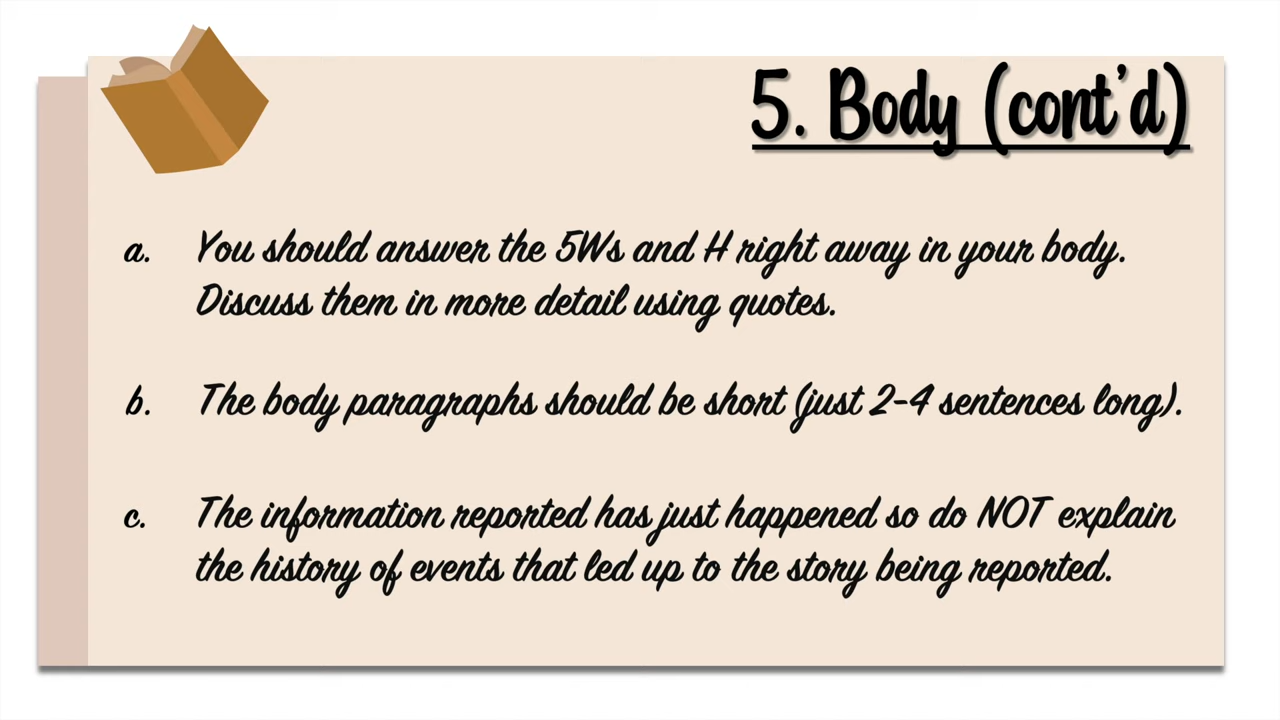 5. Body (cont'd)
a. You should answer the 5Ws and H right away in your body.
Discuss them in more detail using quotes.
b. The body paragraphs should be short (just 2-4 sentences long).
c. The information reported has just happened so do NOT explain
the history of events that led up to the story being reported.